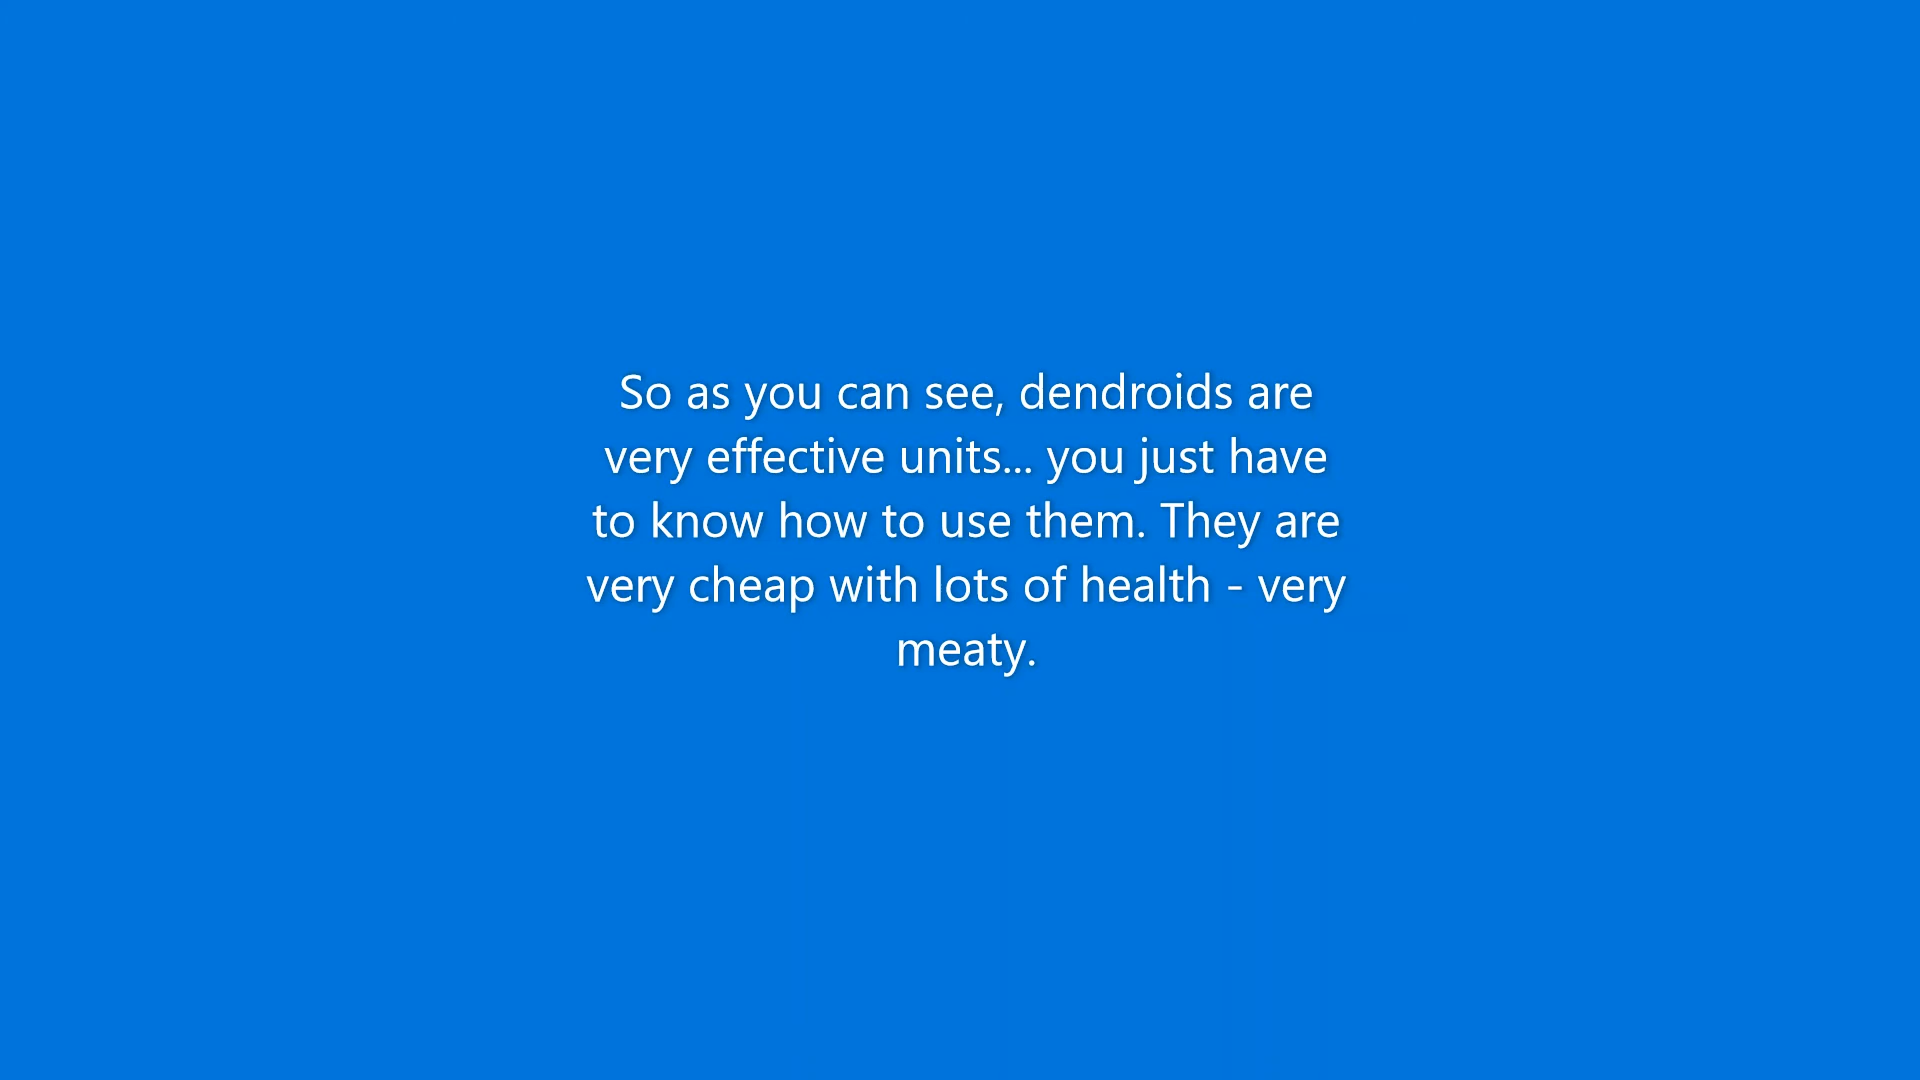 So as you can see, dendroids are
very effective units... you just have
to know how to use them. They are
very cheap with lots of health - very
meaty.